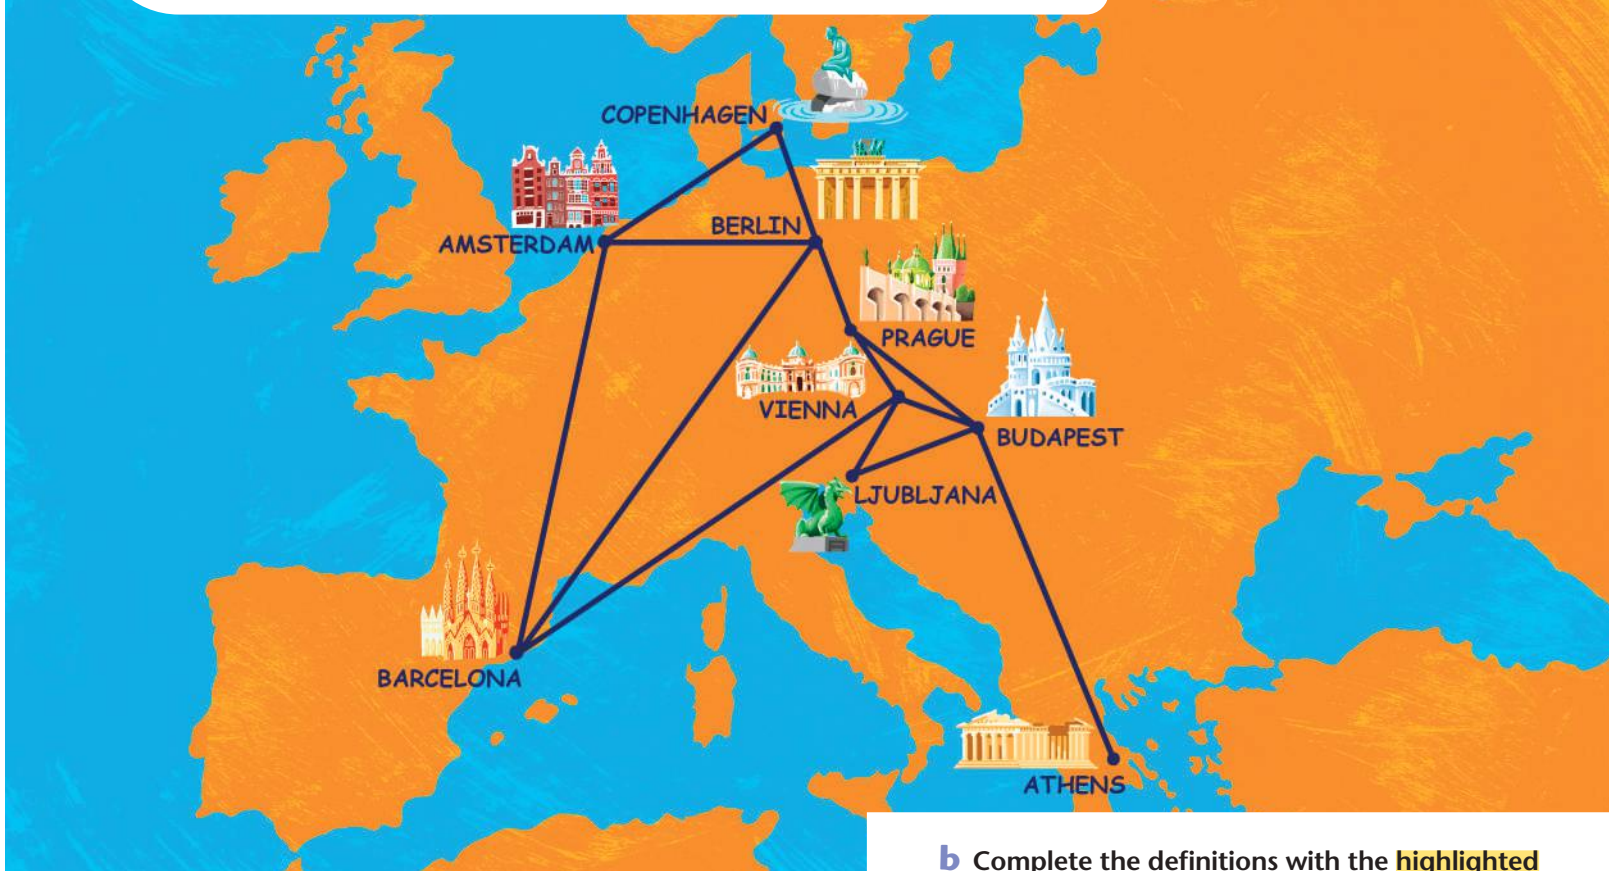 COPENHAGEN
BERLIN
AMSTERDAM
PRAGUE
VIENNA
BUDAPEST
LJUBLJANA
BARCELONA
ATHENS
b Complete the definitions with the highlighted